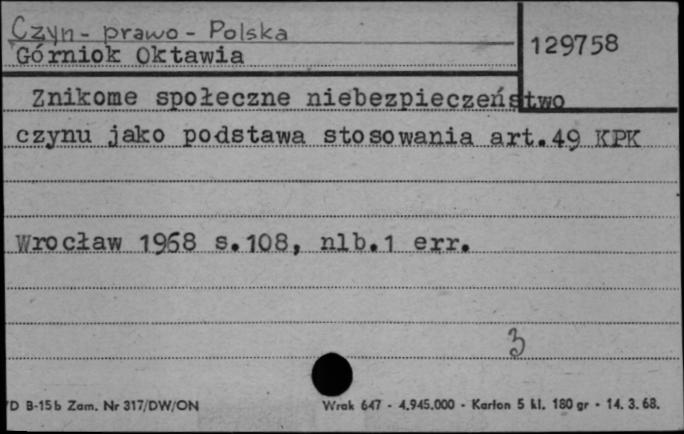 Czyn - prawo - Polska
Górniok Oktawia
129758
Znikome społeczne niebezpieczeństwo
czynu jako podstawa stosowania art.49 KPK
Wrocław 1968 s.108, nlb.1 err.
3
D B-15b Zam. Nr 317/DW/ON
Wrak 647 - 4.945.000 - Karton 5 kl. 180 gr - 14. 3. 68.